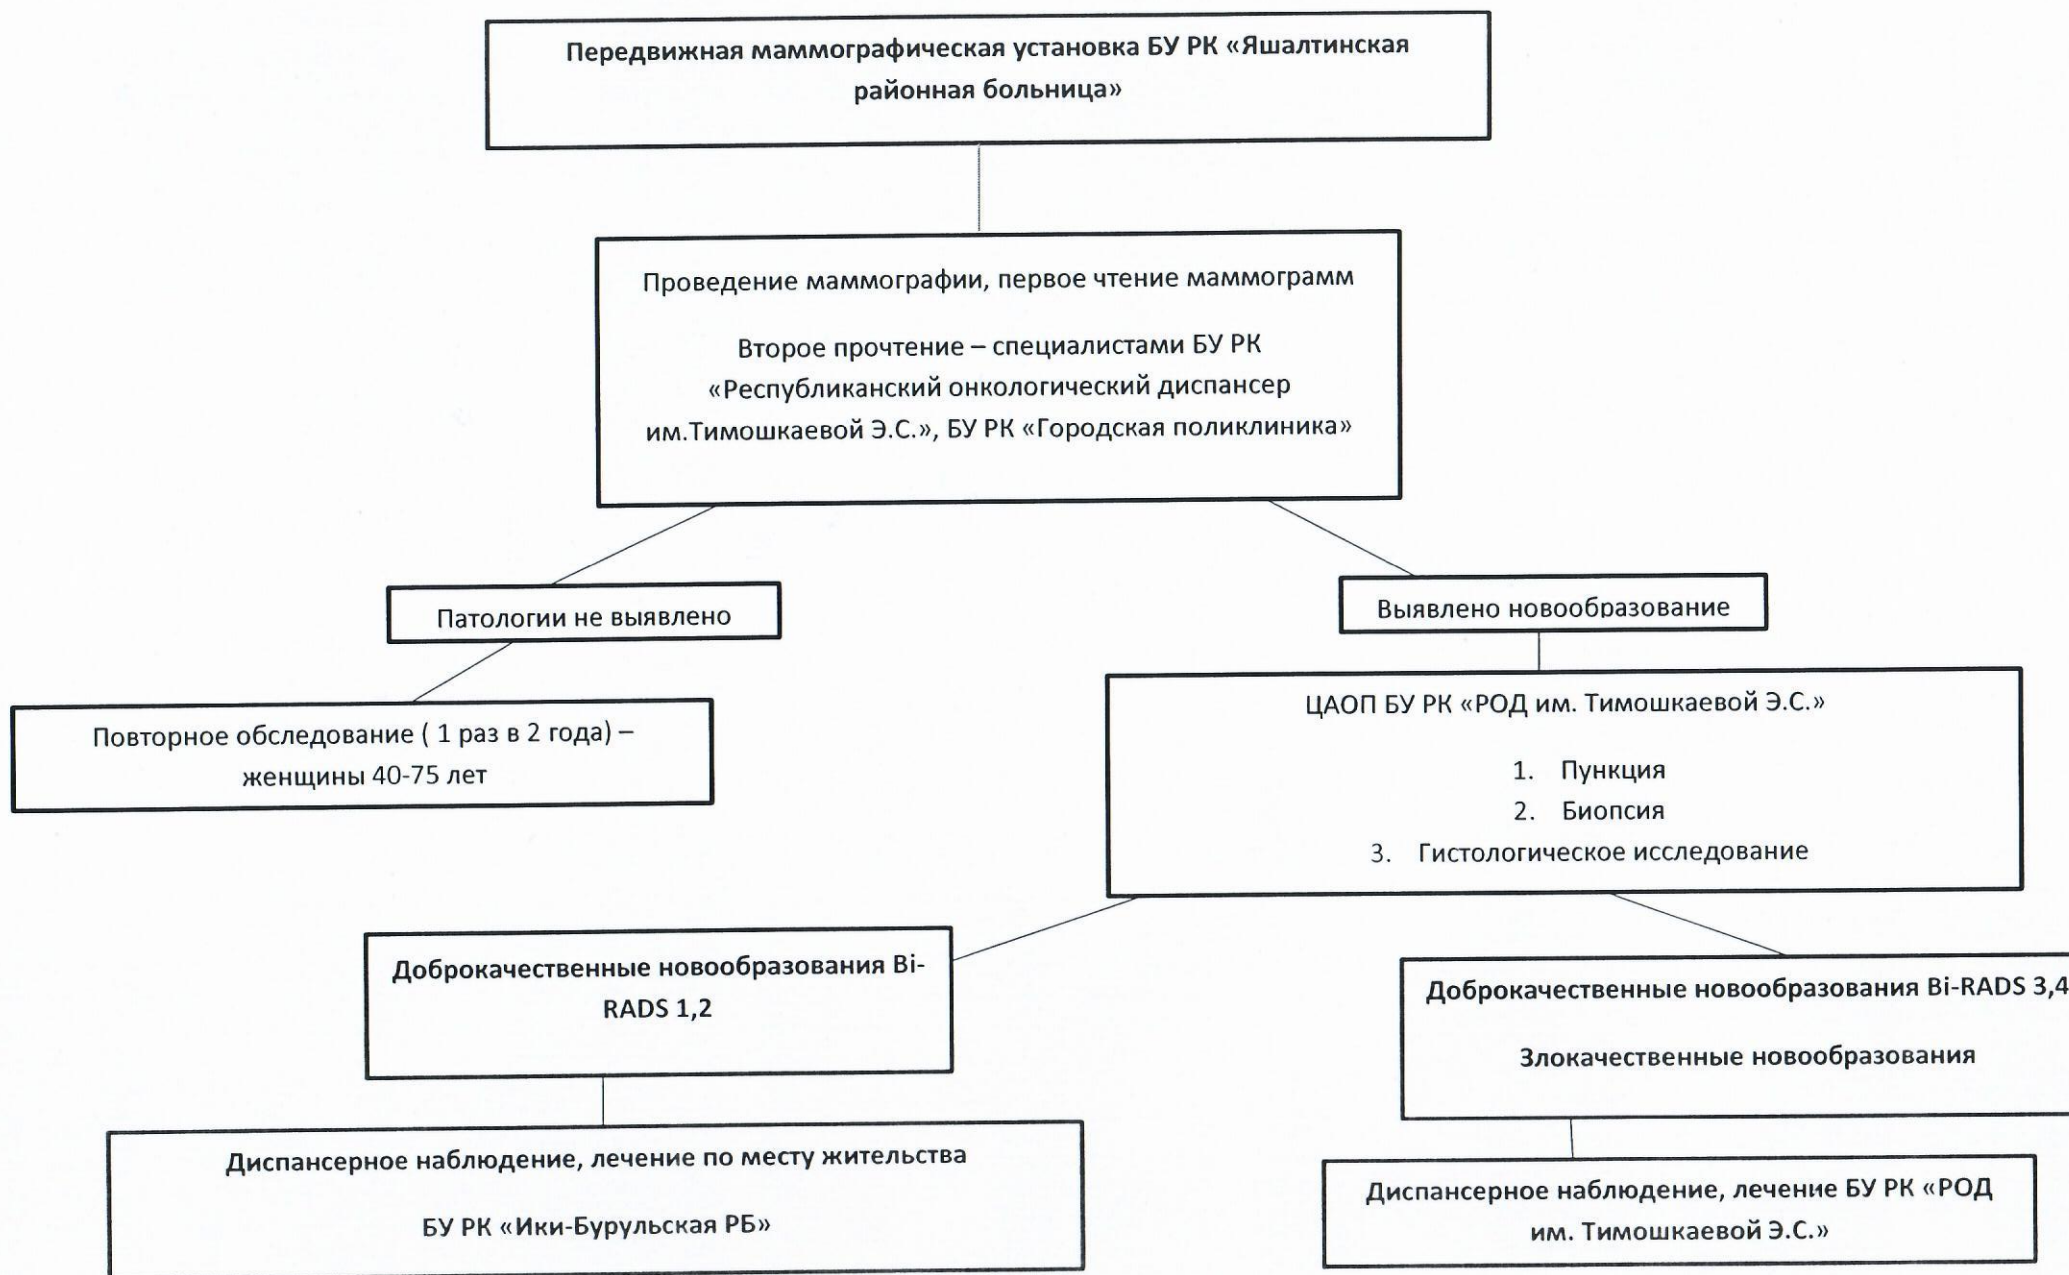 Передвижная маммографическая установка БУ РК «Яшалтинская
районная больница»
Проведение маммографии, первое чтение маммограмм
Второе прочтение – специалистами БУ РК
«Республиканский онкологический диспансер
им.Тимошкаевой Э.С.», БУ РК «Городская поликлиника»
Патологии не выявлено
Выявлено новообразование
Повторное обследование ( 1 раз в 2 года) –
женщины 40-75 лет
ЦАОП БУ РК «РОД им. Тимошкаевой Э.С.»
1. Пункция
2. Биопсия
3. Гистологическое исследование
Доброкачественные новообразования Bi-
RADS 1,2
Доброкачественные новообразования Bi-RADS 3,4
Злокачественные новообразования
Диспансерное наблюдение, лечение по месту жительства
БУ РК «Ики-Бурульская РБ»
Диспансерное наблюдение, лечение БУ РК «РОД
им. Тимошкаевой Э.С.»